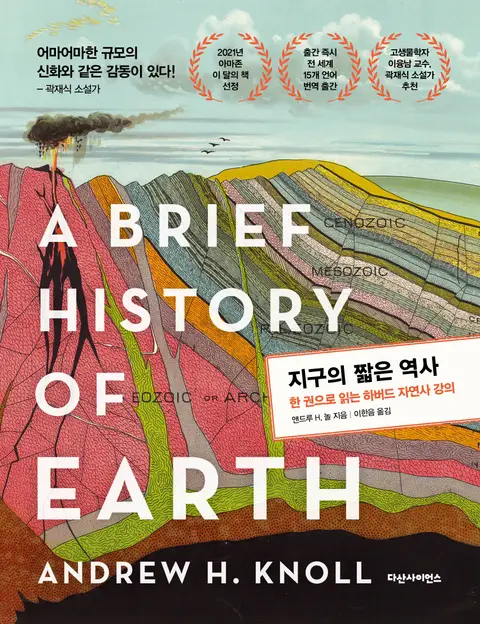 어마어마한 규모의
신화와 같은 감동이 있다!
– 곽재식 소설가
2021년
아마존
이 달의 책
선정
출간 즉시
전 세계
15개 언어
번역 출간
고생물학자
이융남 교수,
곽재식 소설가
추천
A BRIEF
CENOZOIC
MESOZOIC
HISTORY
OF
EOZOIC OR ARCH
지구의 짧은 역사
한 권으로 읽는 하버드 자연사 강의
앤드루 H. 놀 지음 | 이한음 옮김
EARTH
ANDREW H. KNOLL
다산사이언스